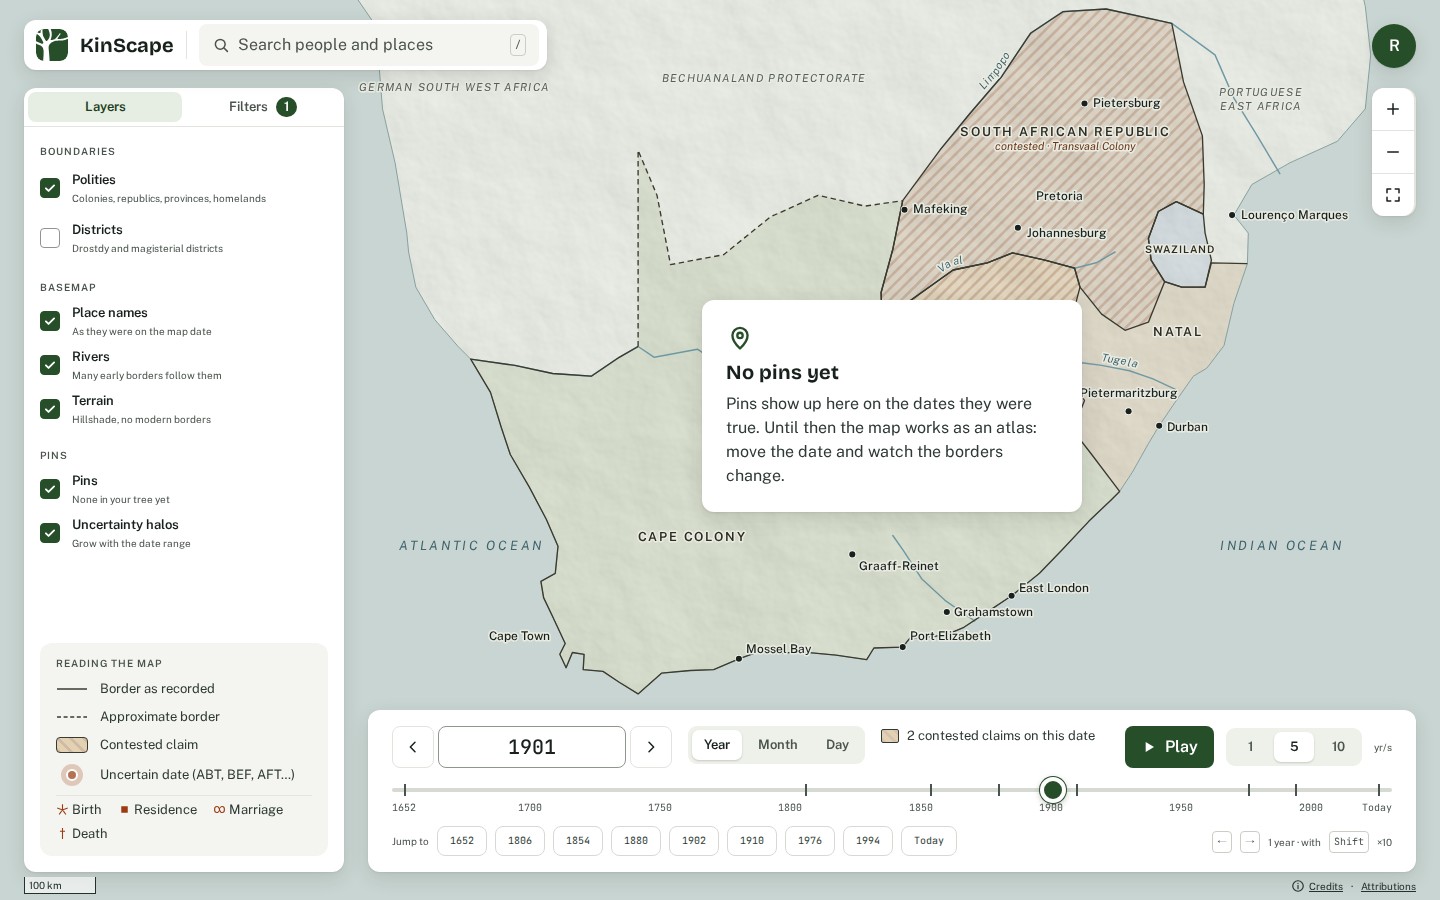 KinScape
Search people and places
/
R
Layers
Filters 1
BOUNDARIES
Polities
Colonies, republics, provinces, homelands
Districts
Drostdy and magisterial districts
BASEMAP
Place names
As they were on the map date
Rivers
Many early borders follow them
Terrain
Hillshade, no modern borders
PINS
Pins
None in your tree yet
Uncertainty halos
Grow with the date range
READING THE MAP
Border as recorded
Approximate border
Contested claim
Uncertain date (ABT, BEF, AFT…)
Birth
Residence
Marriage
Death
100 km
GERMAN SOUTH WEST AFRICA
BECHUANALAND PROTECTORATE
Limpopo
Pietersburg
PORTUGUESE
EAST AFRICA
SOUTH AFRICAN REPUBLIC
contested · Transvaal Colony
Pretoria
Mafeking
Johannesburg
Lourenço Marques
SWAZILAND
Vaal
NATAL
Tugela
Pietermaritzburg
Durban
No pins yet
Pins show up here on the dates they were
true. Until then the map works as an atlas:
move the date and watch the borders
change.
CAPE COLONY
ATLANTIC OCEAN
INDIAN OCEAN
Graaff-Reinet
East London
Grahamstown
Cape Town
Port Elizabeth
Mossel Bay
1901
Year
Month
Day
2 contested claims on this date
Play
1
5
10
yr/s
1652
1700
1750
1800
1850
1900
1950
2000
Today
Jump to
1652
1806
1854
1880
1902
1910
1976
1994
Today
← → 1 year · with Shift ×10
Credits · Attributions